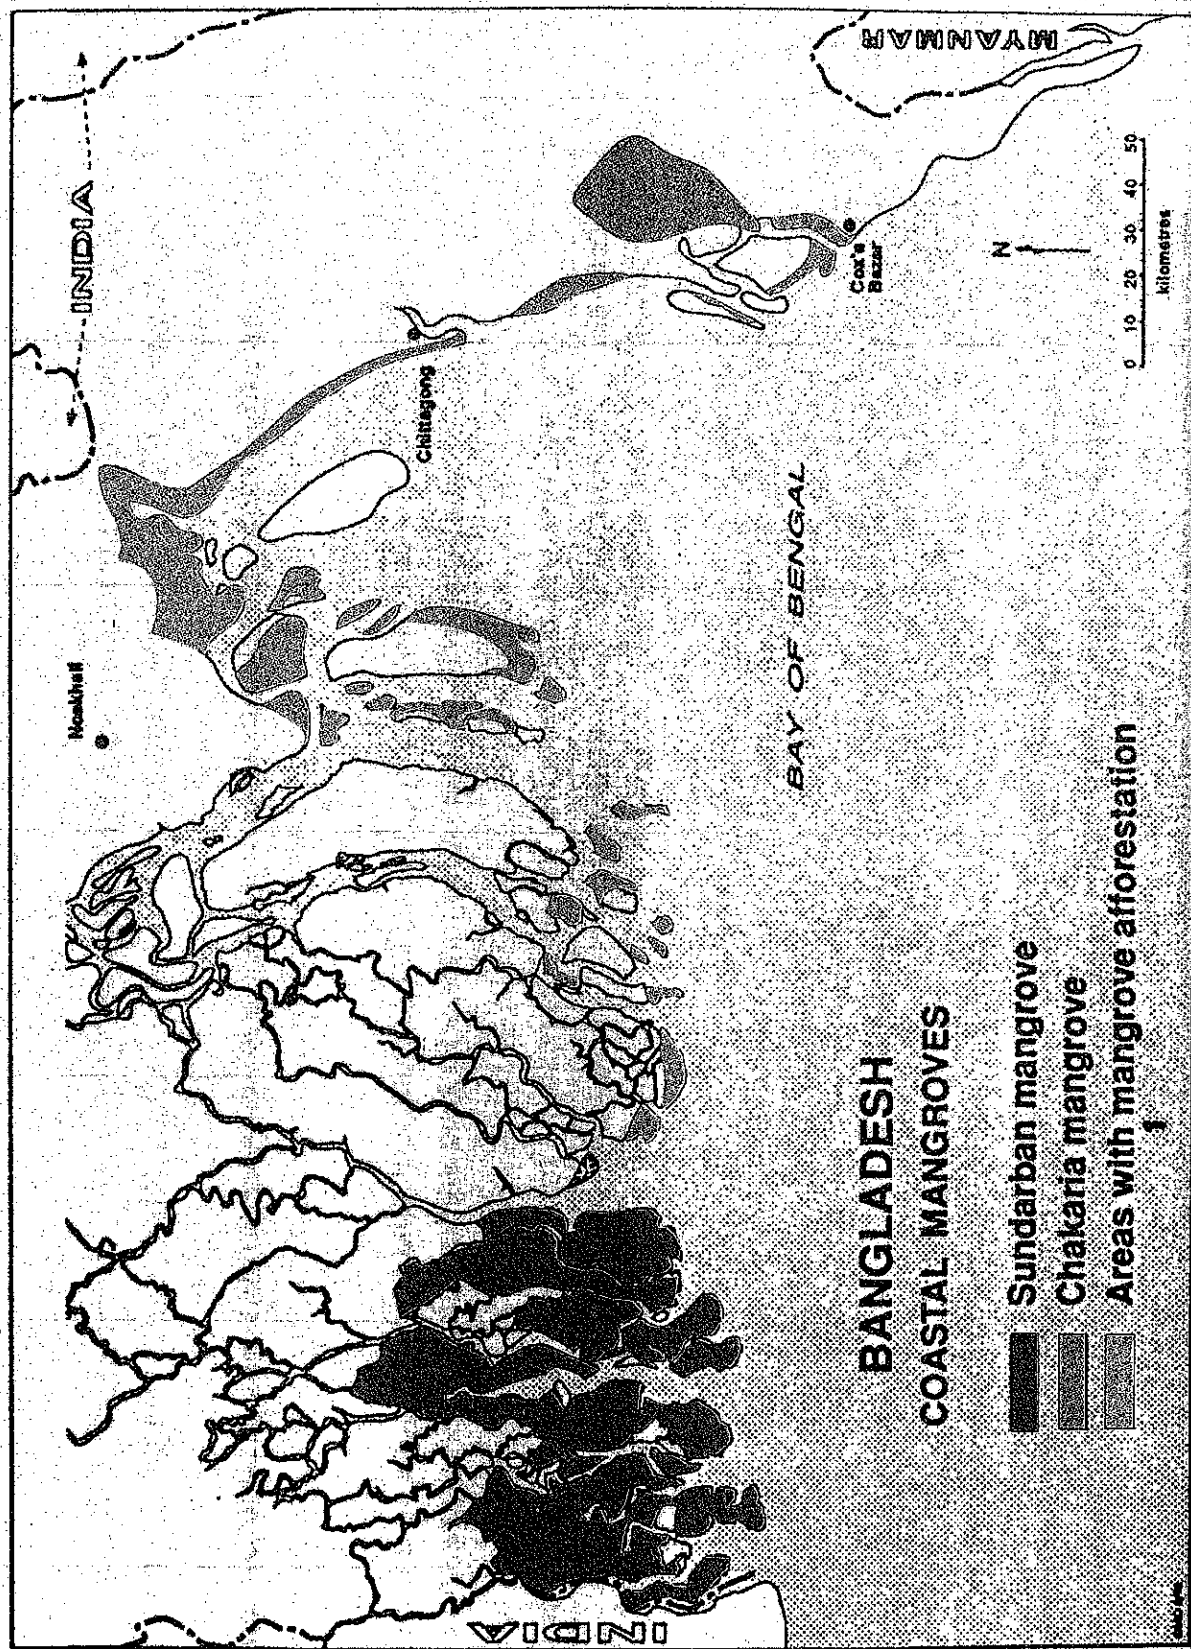 INDIA
MYANMAR
Noakhali
Chittagong
Cox's
Bazar
N
0 10 20 30 40 50
kilometres
BAY OF BENGAL
INDIA
BANGLADESH
COASTAL MANGROVES
Sundarban mangrove
Chakaria mangrove
Areas with mangrove afforestation